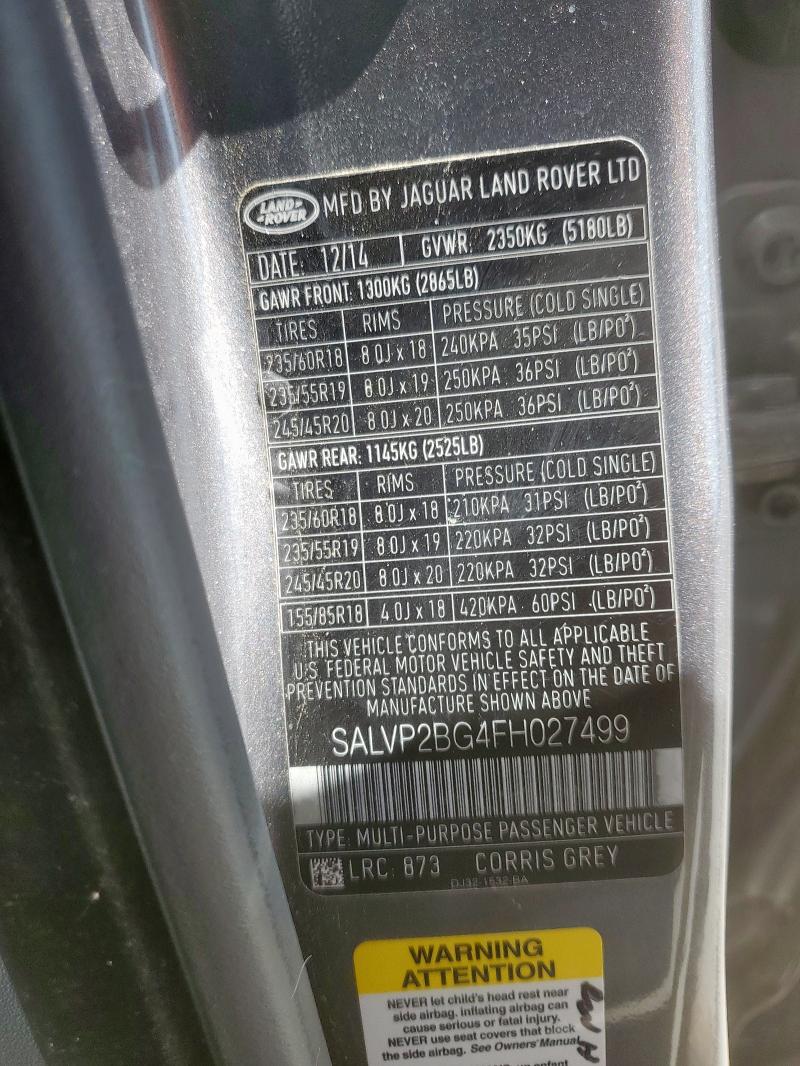 LAND ROVER MFD BY JAGUAR LAND ROVER LTD
DATE: 12/14 GVWR: 2350KG (5180LB)
GAWR FRONT: 1300KG (2865LB)
TIRES RIMS PRESSURE (COLD SINGLE)
235/60R18 8.0J x 18 240KPA 35PSI (LB/PO²)
235/55R19 8.0J x 19 250KPA 36PSI (LB/PO²)
245/45R20 8.0J x 20 250KPA 36PSI (LB/PO²)
GAWR REAR: 1145KG (2525LB)
TIRES RIMS PRESSURE (COLD SINGLE)
235/60R18 8.0J x 18 210KPA 31PSI (LB/PO²)
235/55R19 8.0J x 19 220KPA 32PSI (LB/PO²)
245/45R20 8.0J x 20 220KPA 32PSI (LB/PO²)
155/85R18 4.0J x 18 420KPA 60PSI (LB/PO²)
THIS VEHICLE CONFORMS TO ALL APPLICABLE
U.S. FEDERAL MOTOR VEHICLE SAFETY AND THEFT
PREVENTION STANDARDS IN EFFECT ON THE DATE OF
MANUFACTURE SHOWN ABOVE
SALVP2BG4FH027499
TYPE: MULTI-PURPOSE PASSENGER VEHICLE
LRC: 873 CORRIS GREY
DJ32-1532-BA
WARNING
ATTENTION
NEVER let child's head rest near
side airbag. inflating airbag can
cause serious or fatal injury.
NEVER use seat covers that block
the side airbag. See Owners' Manual